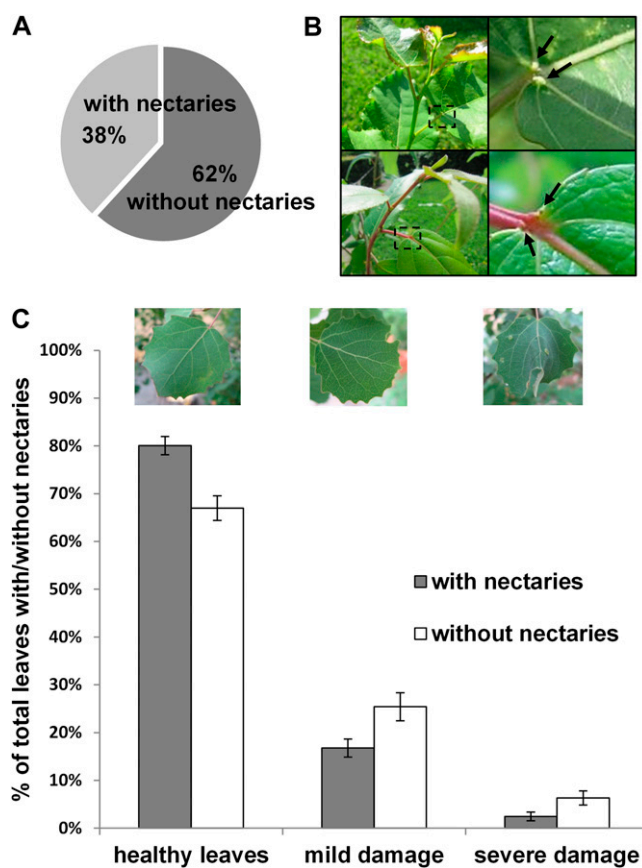 A
with nectaries
38%
62%
without nectaries
B
C
% of total leaves with/without nectaries
100%
90%
80%
70%
60%
50%
40%
30%
20%
10%
0%
with nectaries
without nectaries
healthy leaves
mild damage
severe damage